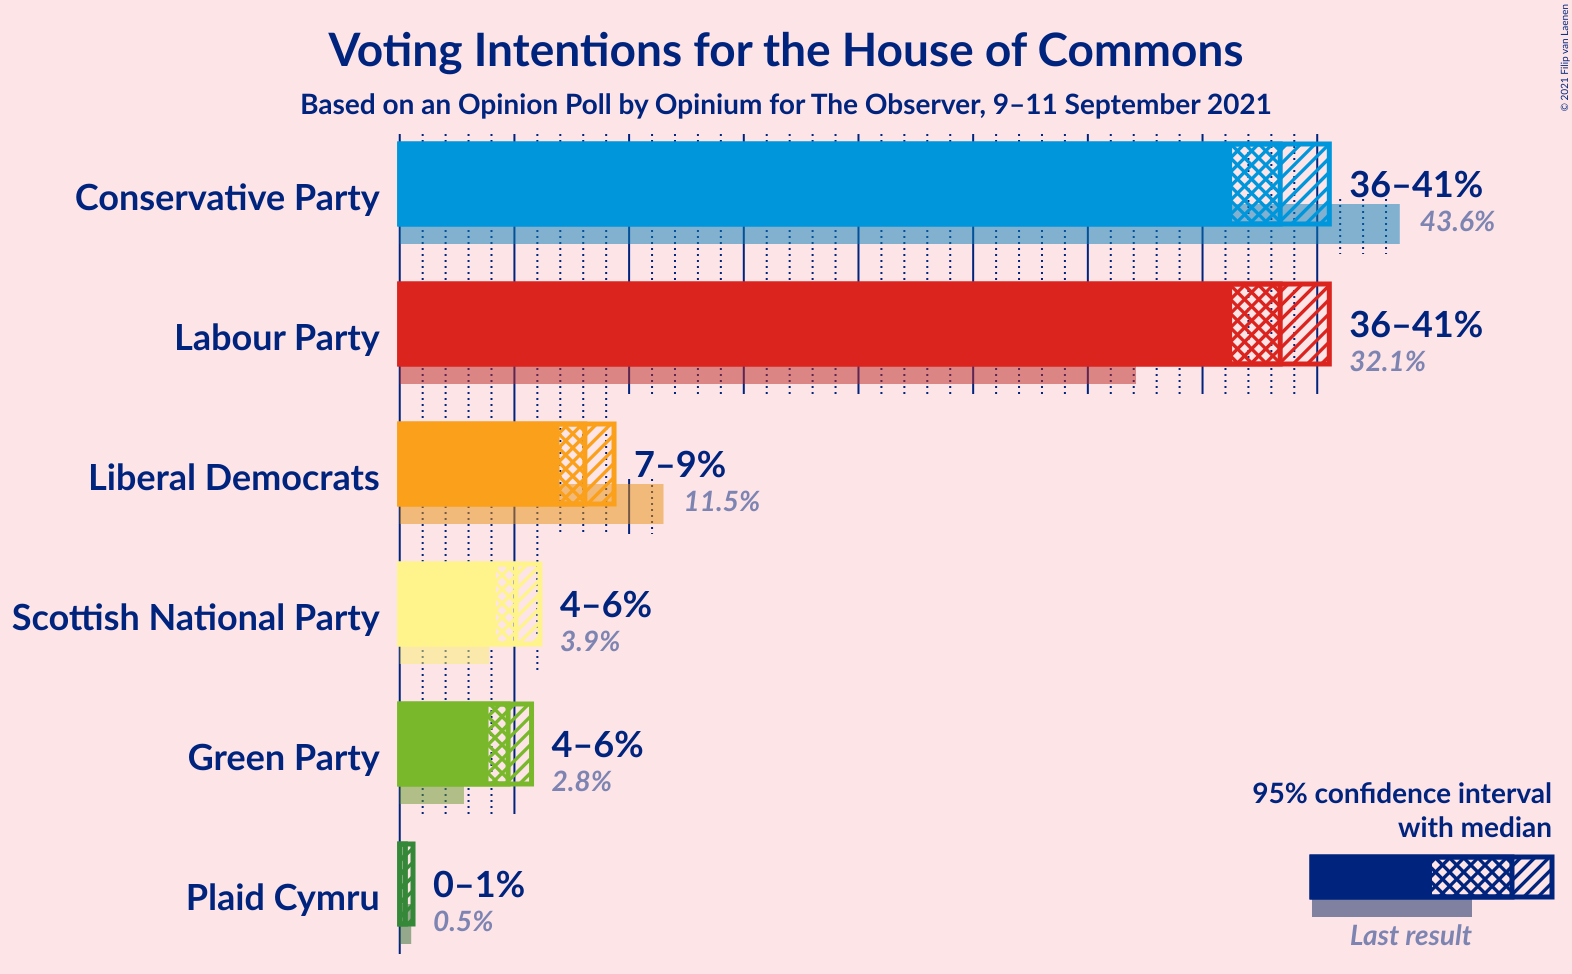 Voting Intentions for the House of Commons
Based on an Opinion Poll by Opinium for The Observer, 9–11 September 2021
© 2021 Filip van Laenen
Conservative Party
36–41%
43.6%
Labour Party
36–41%
32.1%
Liberal Democrats
7–9%
11.5%
Scottish National Party
4–6%
3.9%
Green Party
4–6%
2.8%
Plaid Cymru
0–1%
0.5%
95% confidence interval
with median
Last result